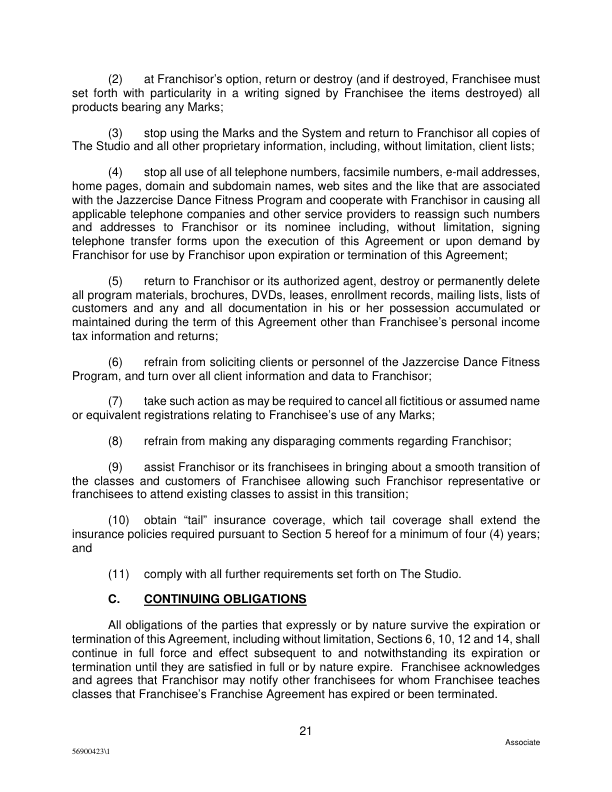 (2) at Franchisor’s option, return or destroy (and if destroyed, Franchisee must
set forth with particularity in a writing signed by Franchisee the items destroyed) all
products bearing any Marks;
(3) stop using the Marks and the System and return to Franchisor all copies of
The Studio and all other proprietary information, including, without limitation, client lists;
(4) stop all use of all telephone numbers, facsimile numbers, e-mail addresses,
home pages, domain and subdomain names, web sites and the like that are associated
with the Jazzercise Dance Fitness Program and cooperate with Franchisor in causing all
applicable telephone companies and other service providers to reassign such numbers
and addresses to Franchisor or its nominee including, without limitation, signing
telephone transfer forms upon the execution of this Agreement or upon demand by
Franchisor for use by Franchisor upon expiration or termination of this Agreement;
(5) return to Franchisor or its authorized agent, destroy or permanently delete
all program materials, brochures, DVDs, leases, enrollment records, mailing lists, lists of
customers and any and all documentation in his or her possession accumulated or
maintained during the term of this Agreement other than Franchisee’s personal income
tax information and returns;
(6) refrain from soliciting clients or personnel of the Jazzercise Dance Fitness
Program, and turn over all client information and data to Franchisor;
(7) take such action as may be required to cancel all fictitious or assumed name
or equivalent registrations relating to Franchisee’s use of any Marks;
(8) refrain from making any disparaging comments regarding Franchisor;
(9) assist Franchisor or its franchisees in bringing about a smooth transition of
the classes and customers of Franchisee allowing such Franchisor representative or
franchisees to attend existing classes to assist in this transition;
(10) obtain “tail” insurance coverage, which tail coverage shall extend the
insurance policies required pursuant to Section 5 hereof for a minimum of four (4) years;
and
(11) comply with all further requirements set forth on The Studio.
C. CONTINUING OBLIGATIONS
All obligations of the parties that expressly or by nature survive the expiration or
termination of this Agreement, including without limitation, Sections 6, 10, 12 and 14, shall
continue in full force and effect subsequent to and notwithstanding its expiration or
termination until they are satisfied in full or by nature expire. Franchisee acknowledges
and agrees that Franchisor may notify other franchisees for whom Franchisee teaches
classes that Franchisee’s Franchise Agreement has expired or been terminated.
21
Associate
56900423\1